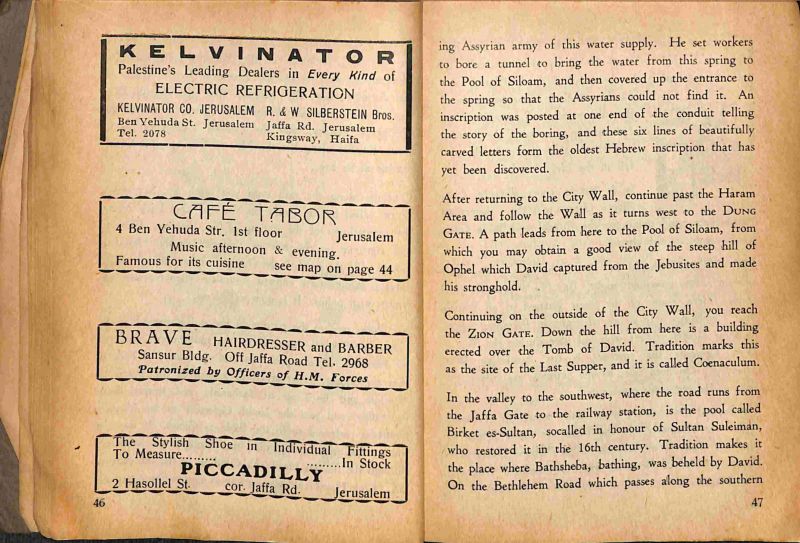 KELVINATOR
Palestine's Leading Dealers in Every Kind of
ELECTRIC REFRIGERATION
KELVINATOR CO. JERUSALEM R. & W SILBERSTEIN Bros.
Ben Yehuda St. Jerusalem Jaffa Rd. Jerusalem
Tel. 2078 Kingsway, Haifa
CAFÉ TABOR
4 Ben Yehuda Str. 1st floor Jerusalem
Music afternoon & evening.
Famous for its cuisine see map on page 44
BRAVE HAIRDRESSER and BARBER
Sansur Bldg. Off Jaffa Road Tel. 2968
Patronized by Officers of H.M. Forces
The Stylish Shoe in Individual Fittings
To Measure......... .........In Stock
PICCADILLY
2 Hasollel St. cor. Jaffa Rd. Jerusalem
46
ing Assyrian army of this water supply. He set workers
to bore a tunnel to bring the water from this spring to
the Pool of Siloam, and then covered up the entrance to
the spring so that the Assyrians could not find it. An
inscription was posted at one end of the conduit telling
the story of the boring, and these six lines of beautifully
carved letters form the oldest Hebrew inscription that has
yet been discovered.
After returning to the City Wall, continue past the Haram
Area and follow the Wall as it turns west to the DUNG
GATE. A path leads from here to the Pool of Siloam, from
which you may obtain a good view of the steep hill of
Ophel which David captured from the Jebusites and made
his stronghold.
Continuing on the outside of the City Wall, you reach
the ZION GATE. Down the hill from here is a building
erected over the Tomb of David. Tradition marks this
as the site of the Last Supper, and it is called Coenaculum.
In the valley to the southwest, where the road runs from
the Jaffa Gate to the railway station, is the pool called
Birket es-Sultan, socalled in honour of Sultan Suleiman,
who restored it in the 16th century. Tradition makes it
the place where Bathsheba, bathing, was beheld by David.
On the Bethlehem Road which passes along the southern
47